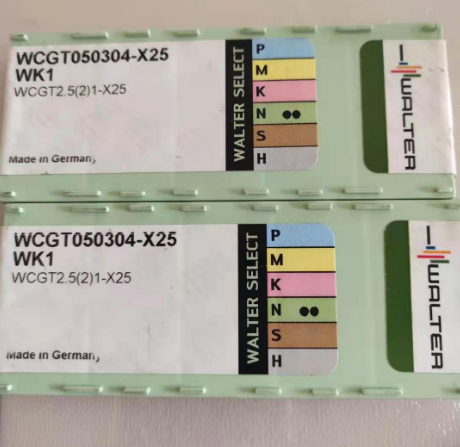 WCGT050304-X25
WK1
WCGT2.5(2)1-X25
Made in Germany
WALTER SELECT
P
M
K
N
S
H
WALTER
WCGT050304-X25
WK1
WCGT2.5(2)1-X25
Made in Germany
WALTER SELECT
P
M
K
N
S
H
WALTER